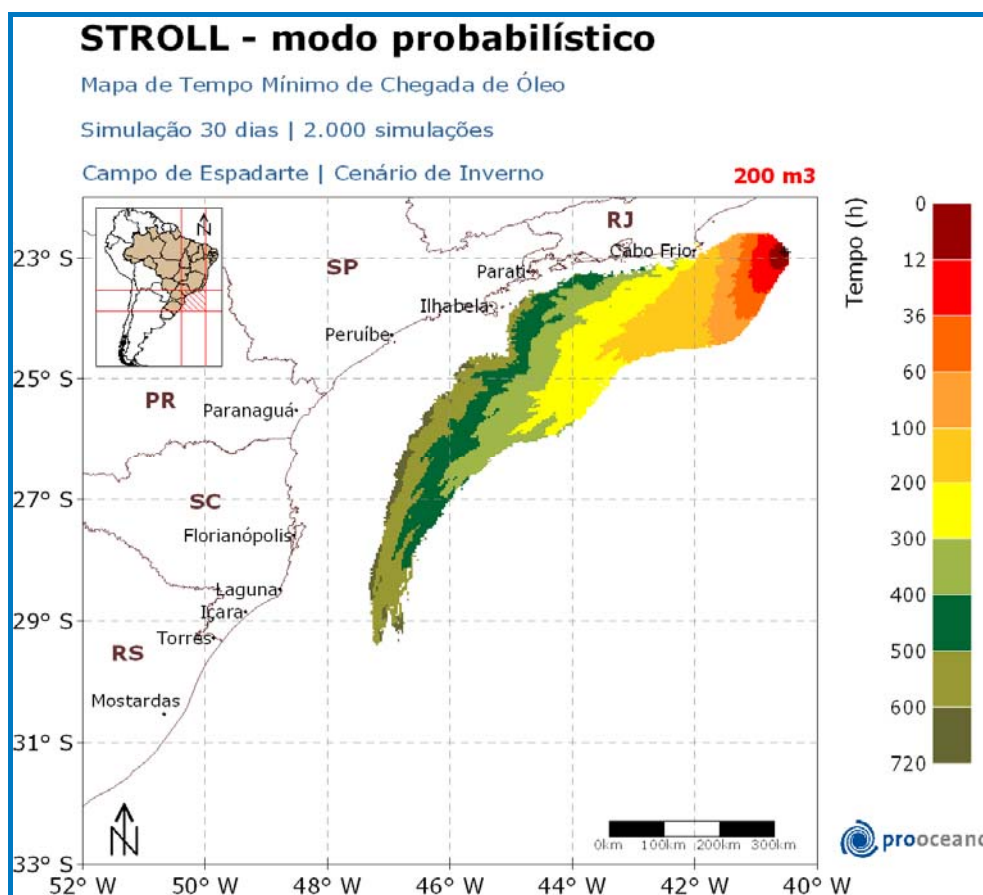 STROLL - modo probabilístico
Mapa de Tempo Mínimo de Chegada de Óleo
Simulação 30 dias | 2.000 simulações
Campo de Espadarte | Cenário de Inverno
200 m3
N
RJ
Cabo Frio
SP
Parati
Ilhabela
Peruíbe
PR
Paranaguá
SC
Florianópolis
Laguna
Içara
Torres
RS
Mostardas
N
0km 100km 200km 300km
23° S
25° S
27° S
29° S
31° S
33° S
52 W 50° W 48° W 46° W 44° W 42° W 40° W
Tempo (h)
0
12
36
60
100
200
300
400
500
600
720
prooceano